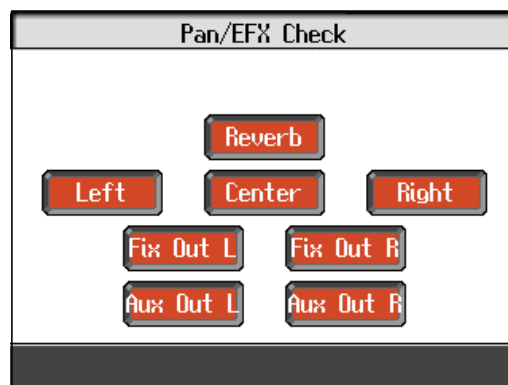 Pan/EFX Check
Reverb
Left Center Right
Fix Out L Fix Out R
Aux Out L Aux Out R